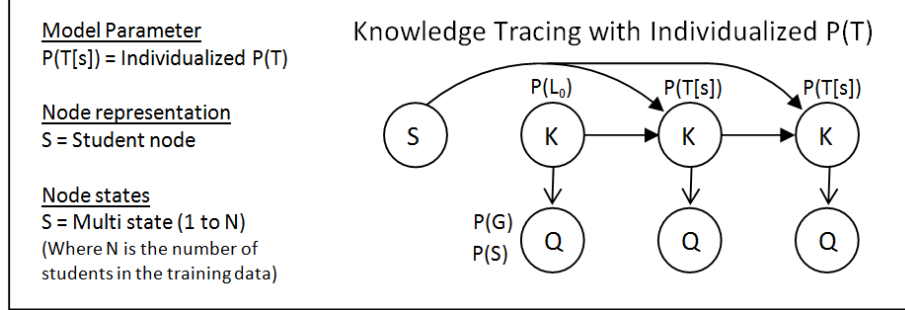 Model Parameter
P(T[s]) = Individualized P(T)
Node representation
S = Student node
Node states
S = Multi state (1 to N)
(Where N is the number of
students in the training data)
Knowledge Tracing with Individualized P(T)
P(L₀) P(T[s]) P(T[s])
S K K K
P(G)
P(S)
Q Q Q